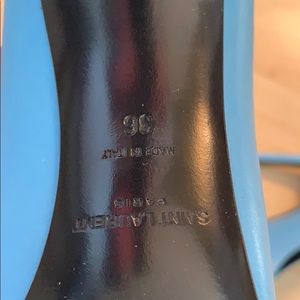 SAINT LAURENT
PARIS
MADE IN ITALY
36